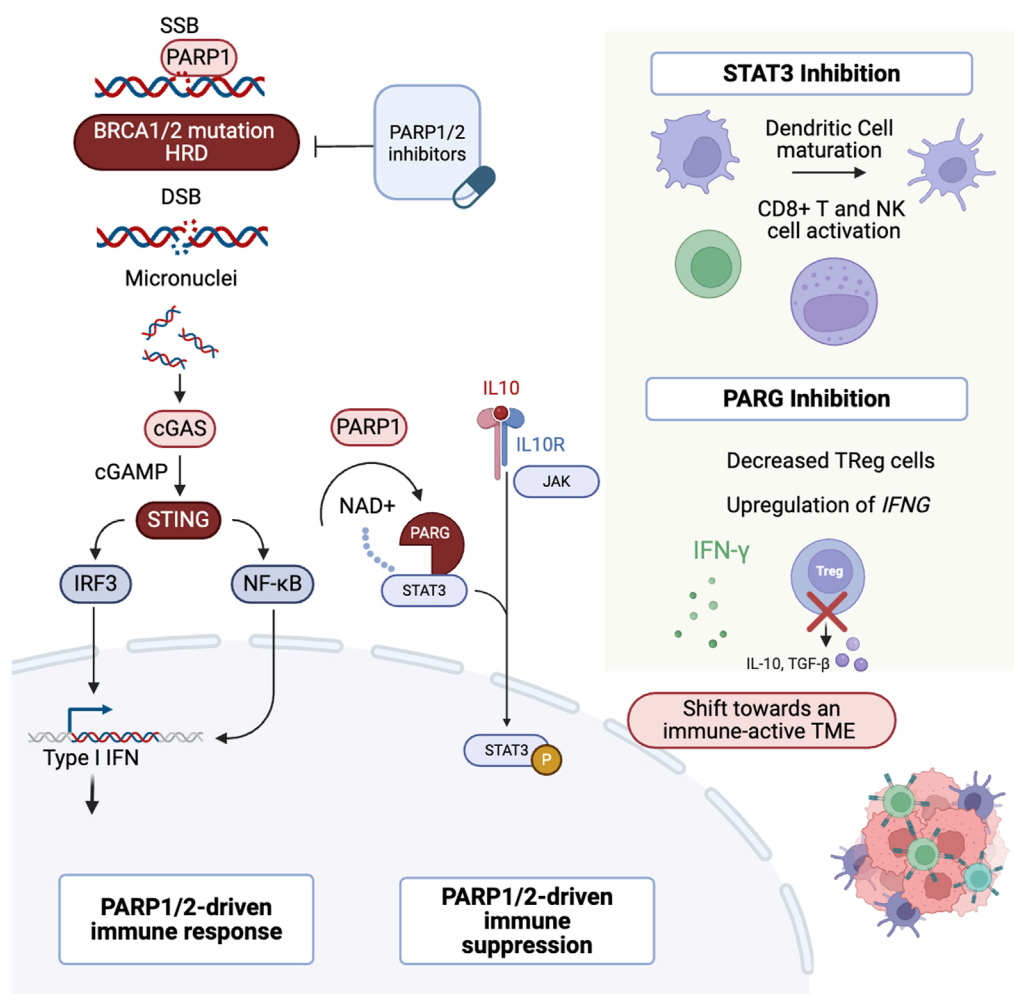 SSB
PARP1
BRCA1/2 mutation
HRD
PARP1/2
inhibitors
DSB
Micronuclei
cGAS
cGAMP
STING
IRF3
NF-κB
Type I IFN
PARP1/2-driven
immune response
PARP1
NAD+
PARG
STAT3
IL10
IL10R
JAK
STAT3
P
PARP1/2-driven
immune
suppression
STAT3 Inhibition
Dendritic Cell
maturation
CD8+ T and NK
cell activation
PARG Inhibition
Decreased TReg cells
Upregulation of IFNG
IFN-γ
Treg
IL-10, TGF-β
Shift towards an
immune-active TME